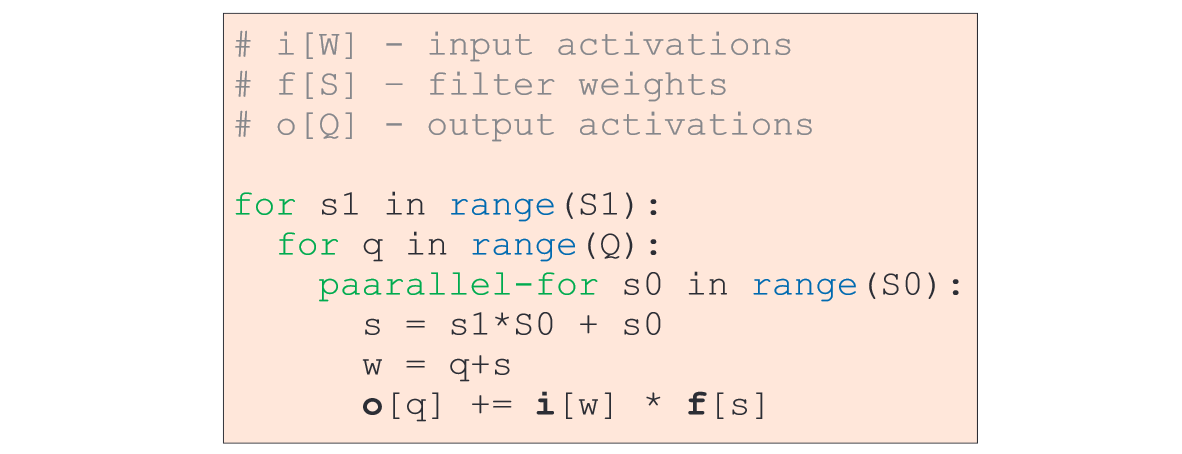 # i[W] - input activations
# f[S] – filter weights
# o[Q] - output activations
for s1 in range(S1):
for q in range(Q):
paarallel-for s0 in range(S0):
s = s1*S0 + s0
w = q+s
o[q] += i[w] * f[s]